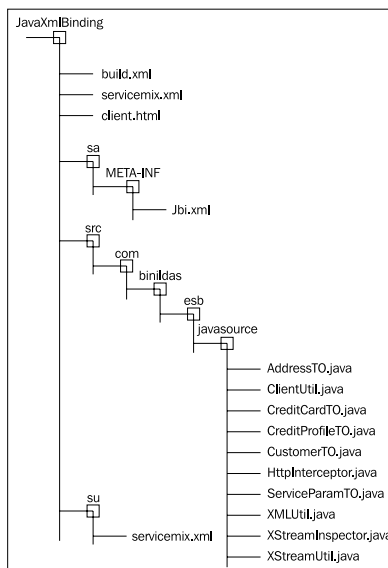 JavaXmlBinding
build.xml
servicemix.xml
client.html
sa
META-INF
Jbi.xml
src
com
binildas
esb
javasource
AddressTO.java
ClientUtil.java
CreditCardTO.java
CreditProfileTO.java
CustomerTO.java
HttpInterceptor.java
ServiceParamTO.java
XMLUtil.java
XStreamInspector.java
XStreamUtil.java
su
servicemix.xml